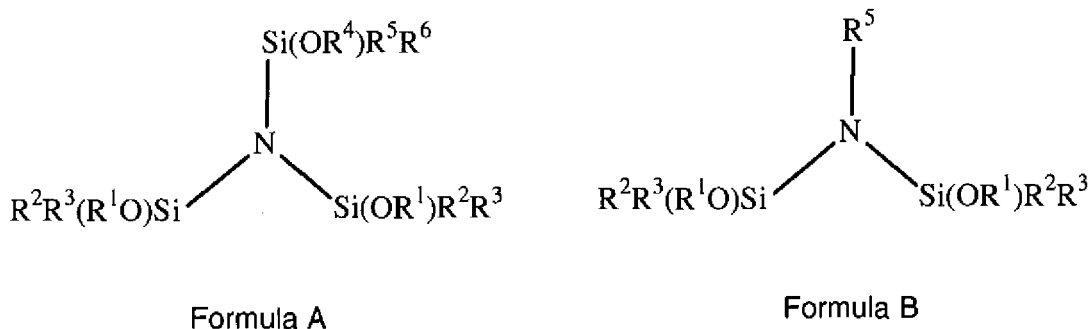 Si(OR⁴)R⁵R⁶
N
R²R³(R¹O)Si
Si(OR¹)R²R³
Formula A
R⁵
N
R²R³(R¹O)Si
Si(OR¹)R²R³
Formula B